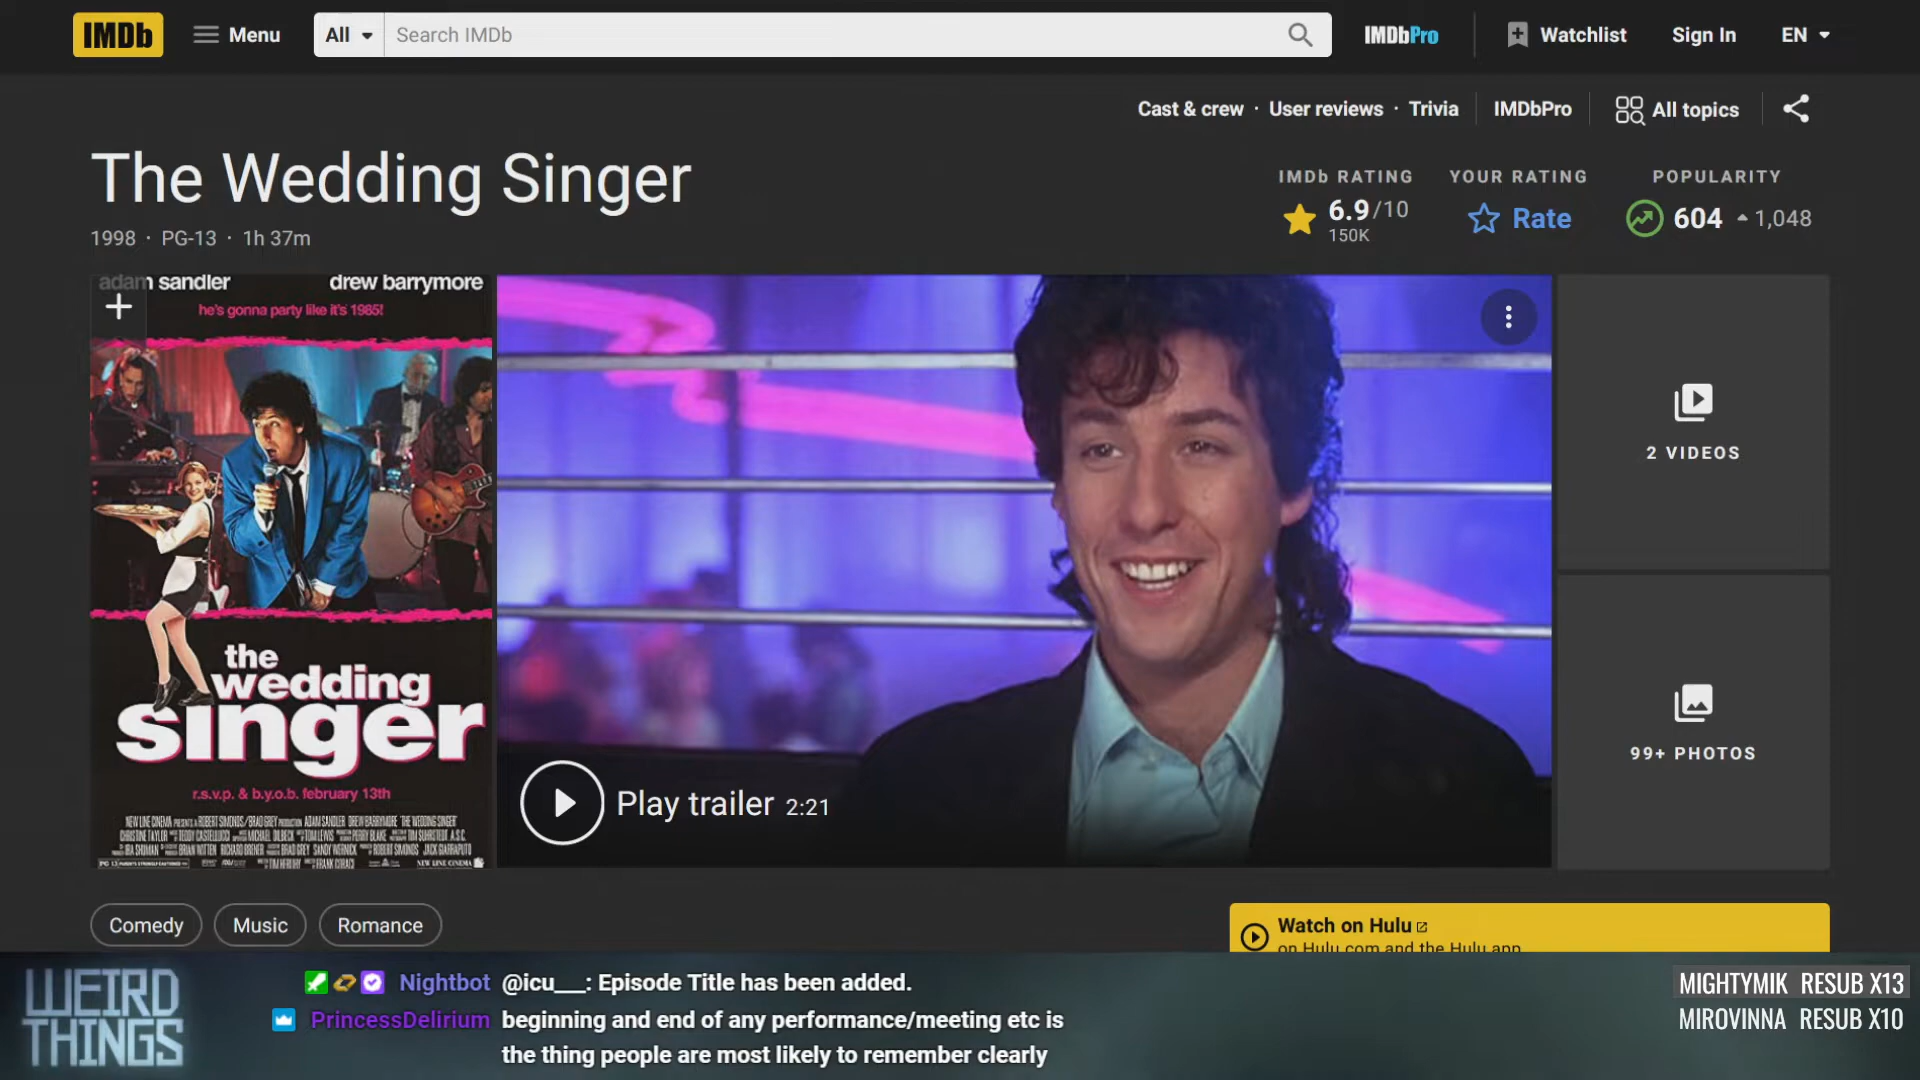 IMDb
Menu
All
Search IMDb
IMDbPro
Watchlist
Sign In
EN
Cast & crew · User reviews · Trivia
IMDbPro
All topics
The Wedding Singer
1998 · PG-13 · 1h 37m
IMDb RATING
6.9/10
150K
YOUR RATING
Rate
POPULARITY
604
1,048
adam sandler
drew barrymore
he's gonna party like it's 1985!
the
wedding
singer
r.s.v.p. & b.y.o.b. february 13th
Play trailer 2:21
2 VIDEOS
99+ PHOTOS
Comedy
Music
Romance
Watch on Hulu
on Hulu.com and the Hulu app
WEIRD
THINGS
Nightbot @icu___: Episode Title has been added.
PrincessDelirium beginning and end of any performance/meeting etc is
the thing people are most likely to remember clearly
MIGHTYMIK RESUB X13
MIROVINNA RESUB X10